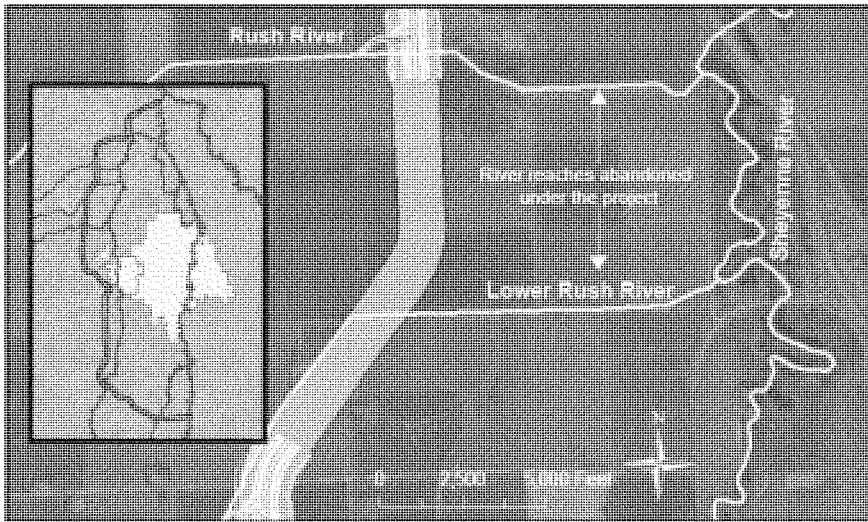 Rush River
River reaches abandoned
under the project
Sheyenne River
Lower Rush River
N
0 2,500 5,000 Feet